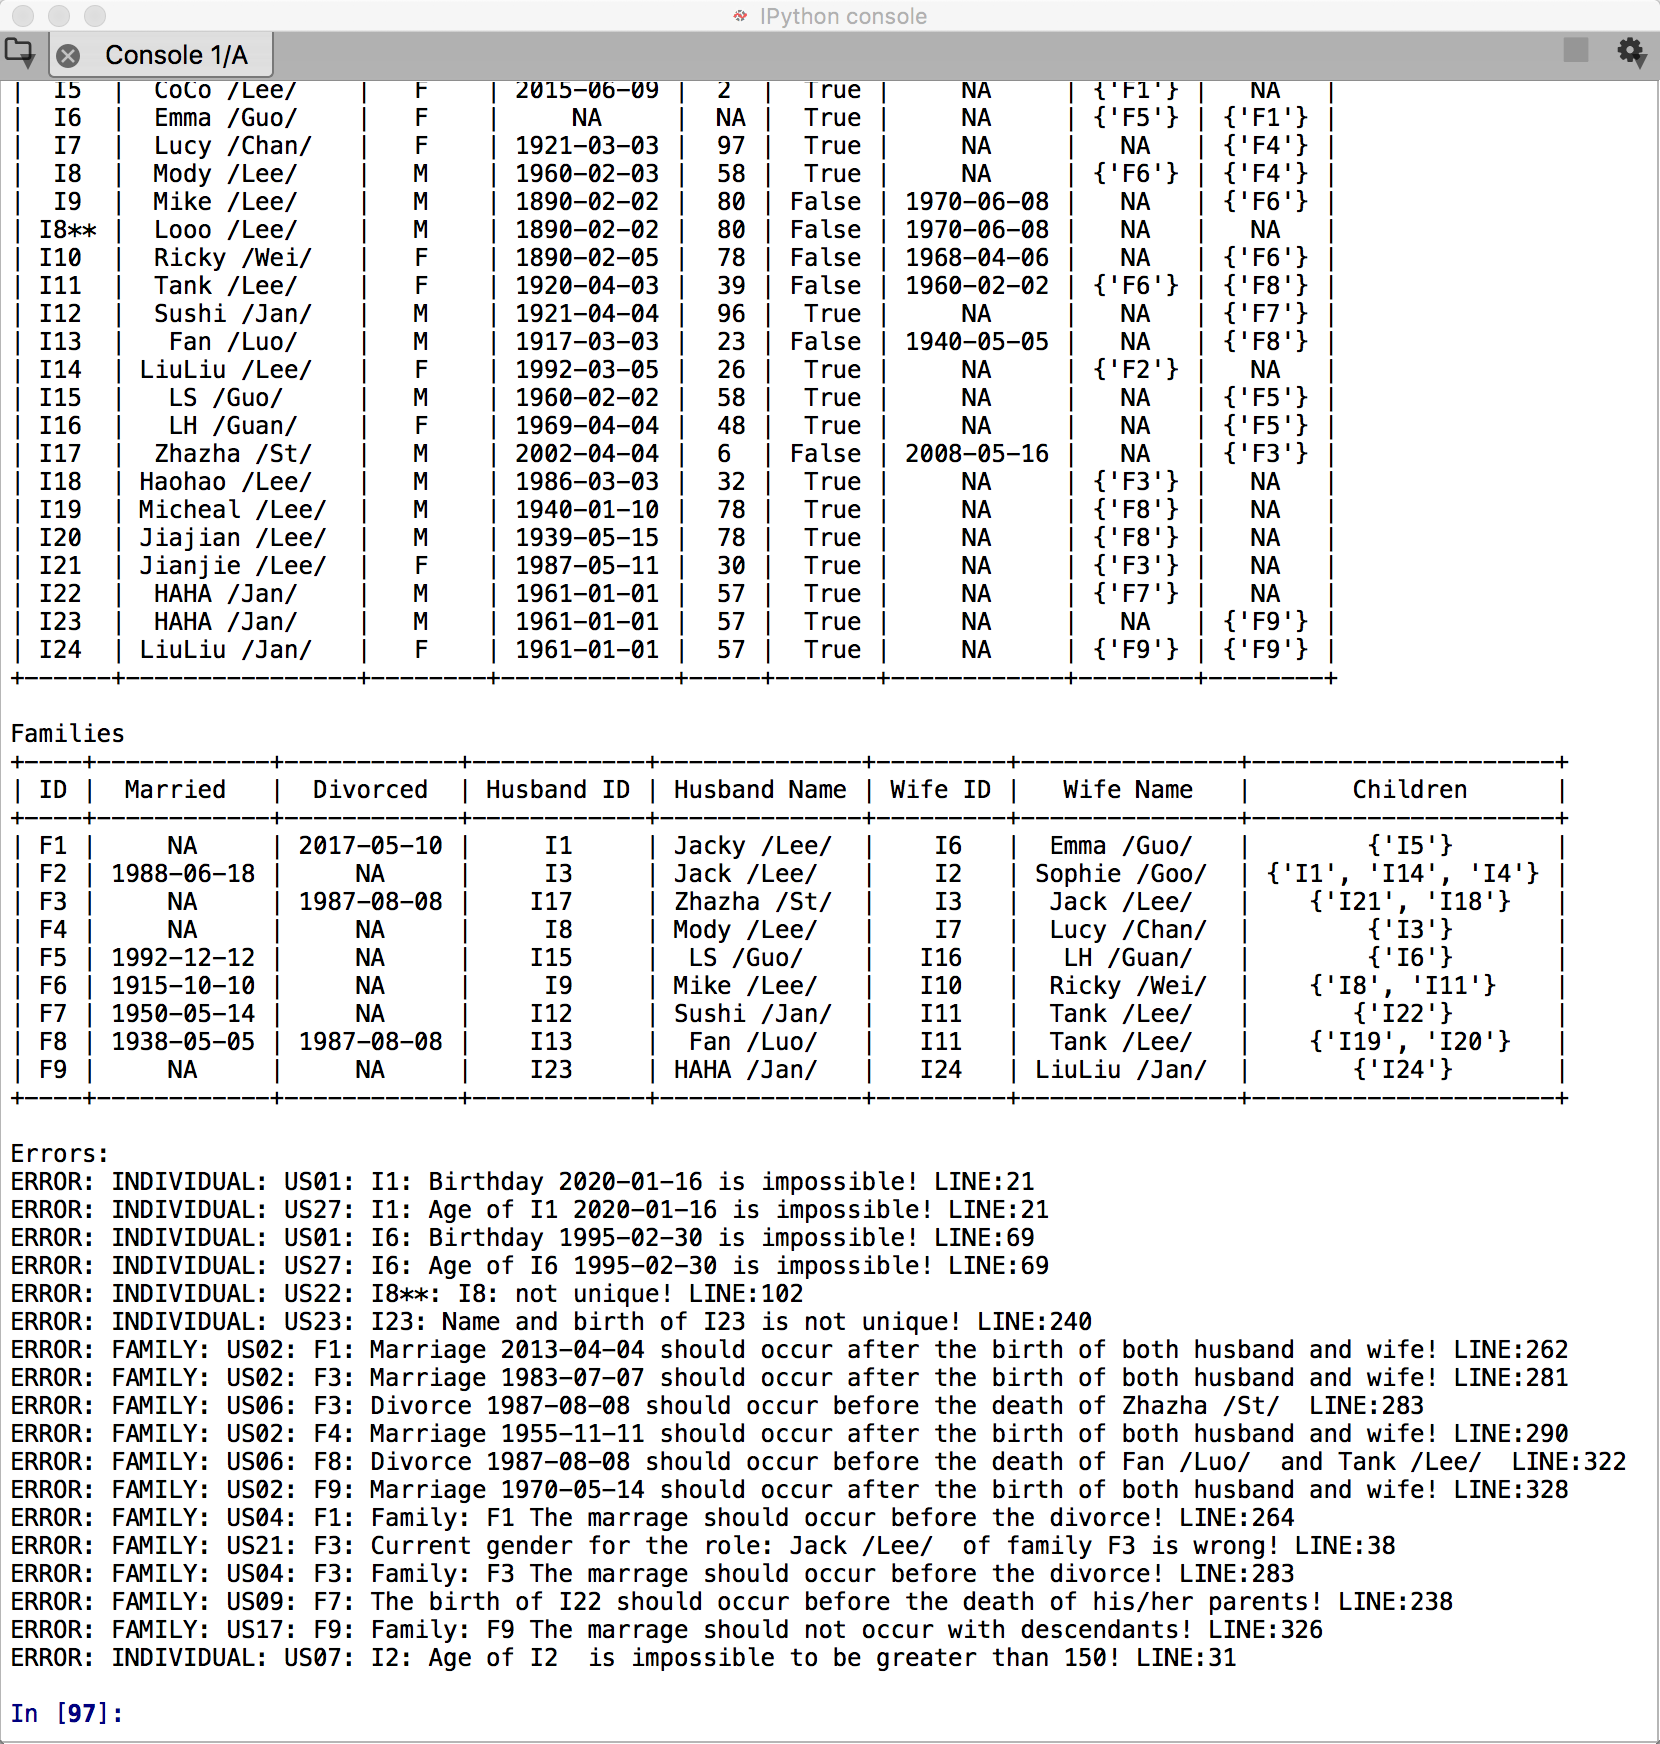 IPython console
Console 1/A
| I5 | CoCo /Lee/ | F | 2015-06-09 | 2 | True | NA | {'F1'} | NA |
| I6 | Emma /Guo/ | F | NA | NA | True | NA | {'F5'} | {'F1'} |
| I7 | Lucy /Chan/ | F | 1921-03-03 | 97 | True | NA | NA | {'F4'} |
| I8 | Mody /Lee/ | M | 1960-02-03 | 58 | True | NA | {'F6'} | {'F4'} |
| I9 | Mike /Lee/ | M | 1890-02-02 | 80 | False | 1970-06-08 | NA | {'F6'} |
| I8** | Looo /Lee/ | M | 1890-02-02 | 80 | False | 1970-06-08 | NA | NA |
| I10 | Ricky /Wei/ | F | 1890-02-05 | 78 | False | 1968-04-06 | NA | {'F6'} |
| I11 | Tank /Lee/ | F | 1920-04-03 | 39 | False | 1960-02-02 | {'F6'} | {'F8'} |
| I12 | Sushi /Jan/ | M | 1921-04-04 | 96 | True | NA | NA | {'F7'} |
| I13 | Fan /Luo/ | M | 1917-03-03 | 23 | False | 1940-05-05 | NA | {'F8'} |
| I14 | LiuLiu /Lee/ | F | 1992-03-05 | 26 | True | NA | {'F2'} | NA |
| I15 | LS /Guo/ | M | 1960-02-02 | 58 | True | NA | NA | {'F5'} |
| I16 | LH /Guan/ | F | 1969-04-04 | 48 | True | NA | NA | {'F5'} |
| I17 | Zhazha /St/ | M | 2002-04-04 | 6 | False | 2008-05-16 | NA | {'F3'} |
| I18 | Haohao /Lee/ | M | 1986-03-03 | 32 | True | NA | {'F3'} | NA |
| I19 | Micheal /Lee/ | M | 1940-01-10 | 78 | True | NA | {'F8'} | NA |
| I20 | Jiajian /Lee/ | M | 1939-05-15 | 78 | True | NA | {'F8'} | NA |
| I21 | Jianjie /Lee/ | F | 1987-05-11 | 30 | True | NA | {'F3'} | NA |
| I22 | HAHA /Jan/ | M | 1961-01-01 | 57 | True | NA | {'F7'} | NA |
| I23 | HAHA /Jan/ | M | 1961-01-01 | 57 | True | NA | NA | {'F9'} |
| I24 | LiuLiu /Jan/ | F | 1961-01-01 | 57 | True | NA | {'F9'} | {'F9'} |
+------+----------------+--------+------------+-----+-------+------------+--------+--------+
Families
+----+------------+------------+------------+--------------+---------+---------------+---------------------+
| ID | Married | Divorced | Husband ID | Husband Name | Wife ID | Wife Name | Children |
+----+------------+------------+------------+--------------+---------+---------------+---------------------+
| F1 | NA | 2017-05-10 | I1 | Jacky /Lee/ | I6 | Emma /Guo/ | {'I5'} |
| F2 | 1988-06-18 | NA | I3 | Jack /Lee/ | I2 | Sophie /Goo/ | {'I1', 'I14', 'I4'} |
| F3 | NA | 1987-08-08 | I17 | Zhazha /St/ | I3 | Jack /Lee/ | {'I21', 'I18'} |
| F4 | NA | NA | I8 | Mody /Lee/ | I7 | Lucy /Chan/ | {'I3'} |
| F5 | 1992-12-12 | NA | I15 | LS /Guo/ | I16 | LH /Guan/ | {'I6'} |
| F6 | 1915-10-10 | NA | I9 | Mike /Lee/ | I10 | Ricky /Wei/ | {'I8', 'I11'} |
| F7 | 1950-05-14 | NA | I12 | Sushi /Jan/ | I11 | Tank /Lee/ | {'I22'} |
| F8 | 1938-05-05 | 1987-08-08 | I13 | Fan /Luo/ | I11 | Tank /Lee/ | {'I19', 'I20'} |
| F9 | NA | NA | I23 | HAHA /Jan/ | I24 | LiuLiu /Jan/ | {'I24'} |
+----+------------+------------+------------+--------------+---------+---------------+---------------------+
Errors:
ERROR: INDIVIDUAL: US01: I1: Birthday 2020-01-16 is impossible! LINE:21
ERROR: INDIVIDUAL: US27: I1: Age of I1 2020-01-16 is impossible! LINE:21
ERROR: INDIVIDUAL: US01: I6: Birthday 1995-02-30 is impossible! LINE:69
ERROR: INDIVIDUAL: US27: I6: Age of I6 1995-02-30 is impossible! LINE:69
ERROR: INDIVIDUAL: US22: I8**: I8: not unique! LINE:102
ERROR: INDIVIDUAL: US23: I23: Name and birth of I23 is not unique! LINE:240
ERROR: FAMILY: US02: F1: Marriage 2013-04-04 should occur after the birth of both husband and wife! LINE:262
ERROR: FAMILY: US02: F3: Marriage 1983-07-07 should occur after the birth of both husband and wife! LINE:281
ERROR: FAMILY: US06: F3: Divorce 1987-08-08 should occur before the death of Zhazha /St/  LINE:283
ERROR: FAMILY: US02: F4: Marriage 1955-11-11 should occur after the birth of both husband and wife! LINE:290
ERROR: FAMILY: US06: F8: Divorce 1987-08-08 should occur before the death of Fan /Luo/  and Tank /Lee/  LINE:322
ERROR: FAMILY: US02: F9: Marriage 1970-05-14 should occur after the birth of both husband and wife! LINE:328
ERROR: FAMILY: US04: F1: Family: F1 The marrage should occur before the divorce! LINE:264
ERROR: FAMILY: US21: F3: Current gender for the role: Jack /Lee/  of family F3 is wrong! LINE:38
ERROR: FAMILY: US04: F3: Family: F3 The marrage should occur before the divorce! LINE:283
ERROR: FAMILY: US09: F7: The birth of I22 should occur before the death of his/her parents! LINE:238
ERROR: FAMILY: US17: F9: Family: F9 The marrage should not occur with descendants! LINE:326
ERROR: INDIVIDUAL: US07: I2: Age of I2  is impossible to be greater than 150! LINE:31
In [97]: